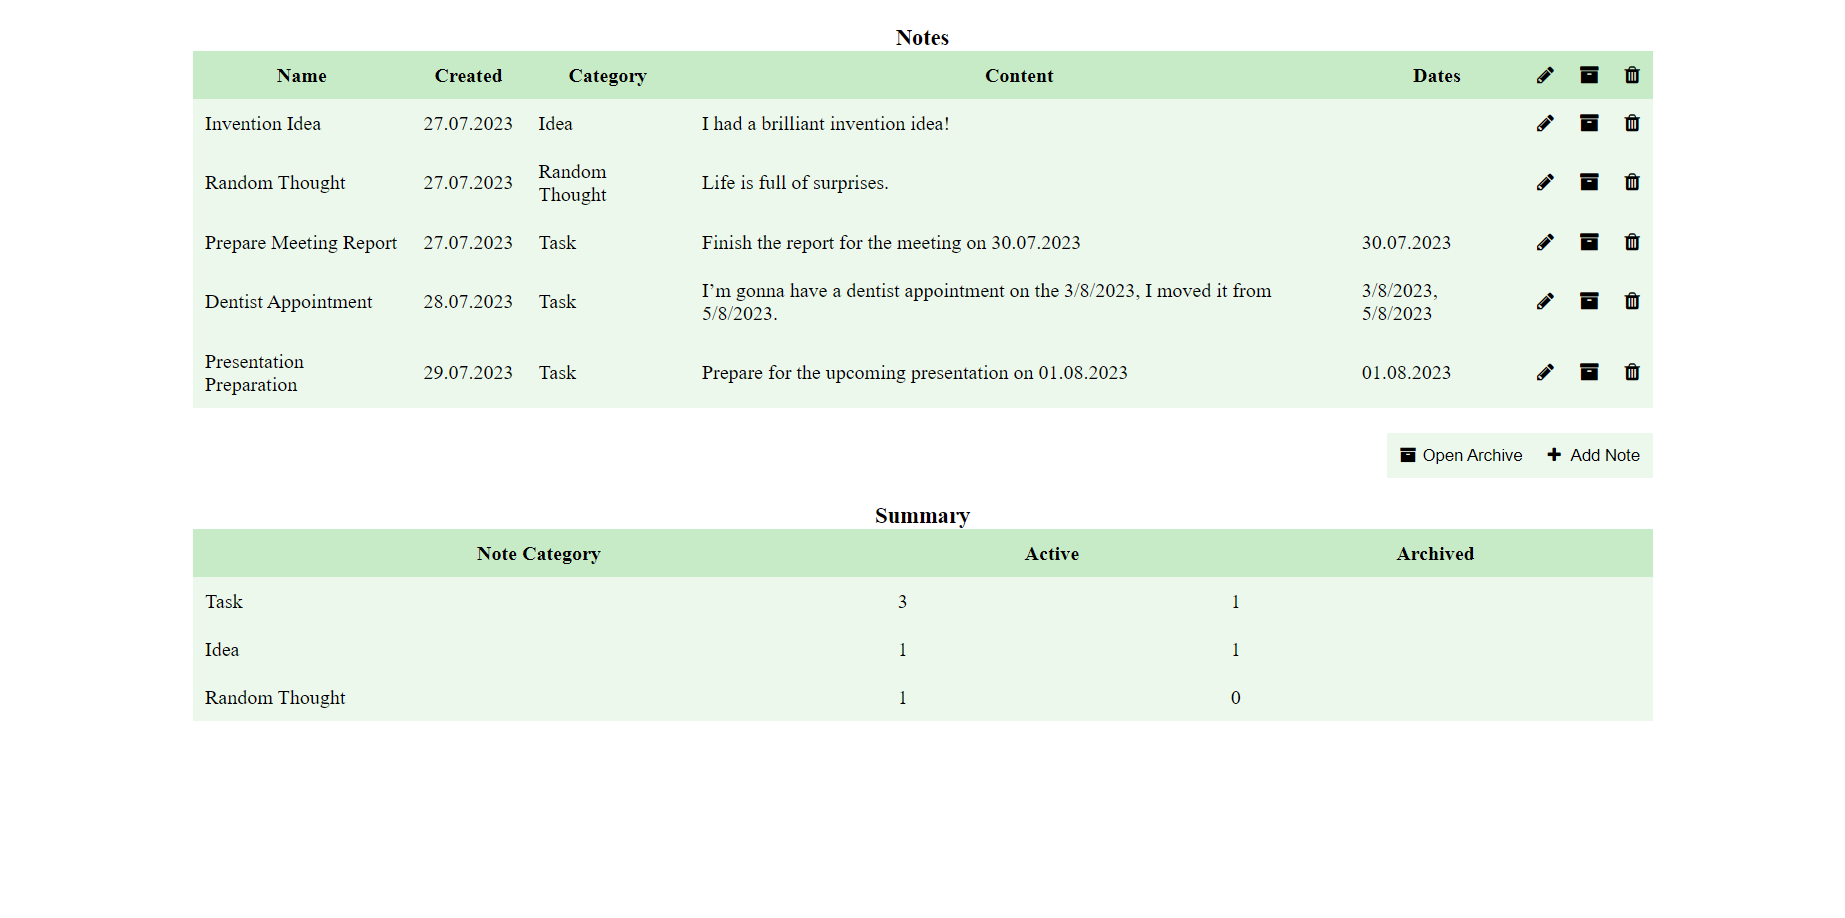 Notes
Name Created Category Content Dates
Invention Idea 27.07.2023 Idea I had a brilliant invention idea!
Random Thought 27.07.2023 Random Thought Life is full of surprises.
Prepare Meeting Report 27.07.2023 Task Finish the report for the meeting on 30.07.2023 30.07.2023
Dentist Appointment 28.07.2023 Task I’m gonna have a dentist appointment on the 3/8/2023, I moved it from 5/8/2023. 3/8/2023, 5/8/2023
Presentation Preparation 29.07.2023 Task Prepare for the upcoming presentation on 01.08.2023 01.08.2023
Open Archive Add Note
Summary
Note Category Active Archived
Task 3 1
Idea 1 1
Random Thought 1 0